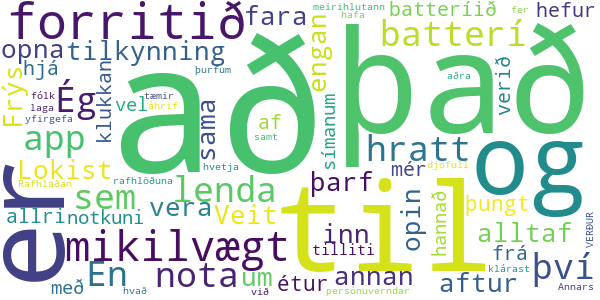 meirihlutann
hafa
fer
forritið
fara
batteríið
hefur
opna
tilkynning
batterí
aðra
hjá
engan
Frýs
þurfum
fólk
tæmir
laga
áhrif
Ég
klukkan
vel
sama
yfirgefa
verið
að
það
app
af
símanum
hratt
og
samt
Lokist
rafhlöðuna
hvetja
mér
djöfull
Rafhlaðan
er
sem
lenda
þarf
þungt
allri
notkuni
vera
Veit
til
opin
hannað
VERÐUR
inn
alltaf
mikilvægt
tilliti
frá
því
En
nota
um
étur
annan
aftur
klárast
með
hvað
við
persónuverndar
Annars